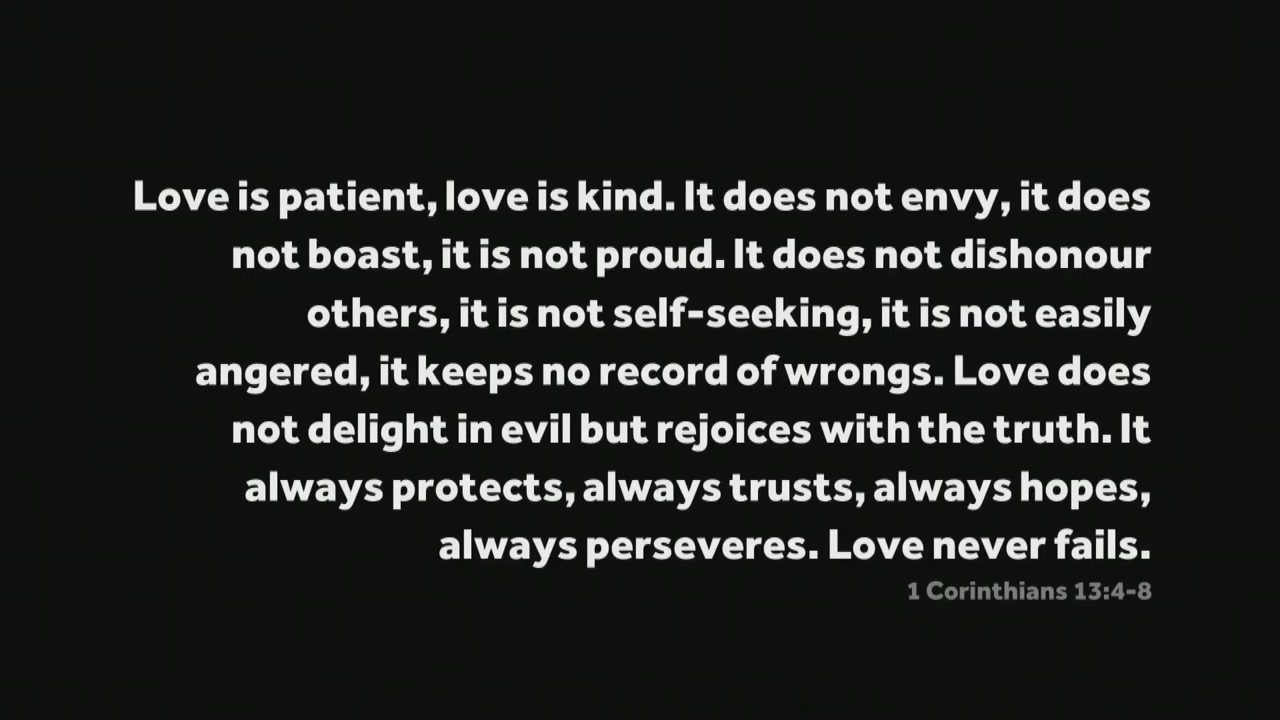 Love is patient, love is kind. It does not envy, it does
not boast, it is not proud. It does not dishonour
others, it is not self-seeking, it is not easily
angered, it keeps no record of wrongs. Love does
not delight in evil but rejoices with the truth. It
always protects, always trusts, always hopes,
always perseveres. Love never fails.
1 Corinthians 13:4-8